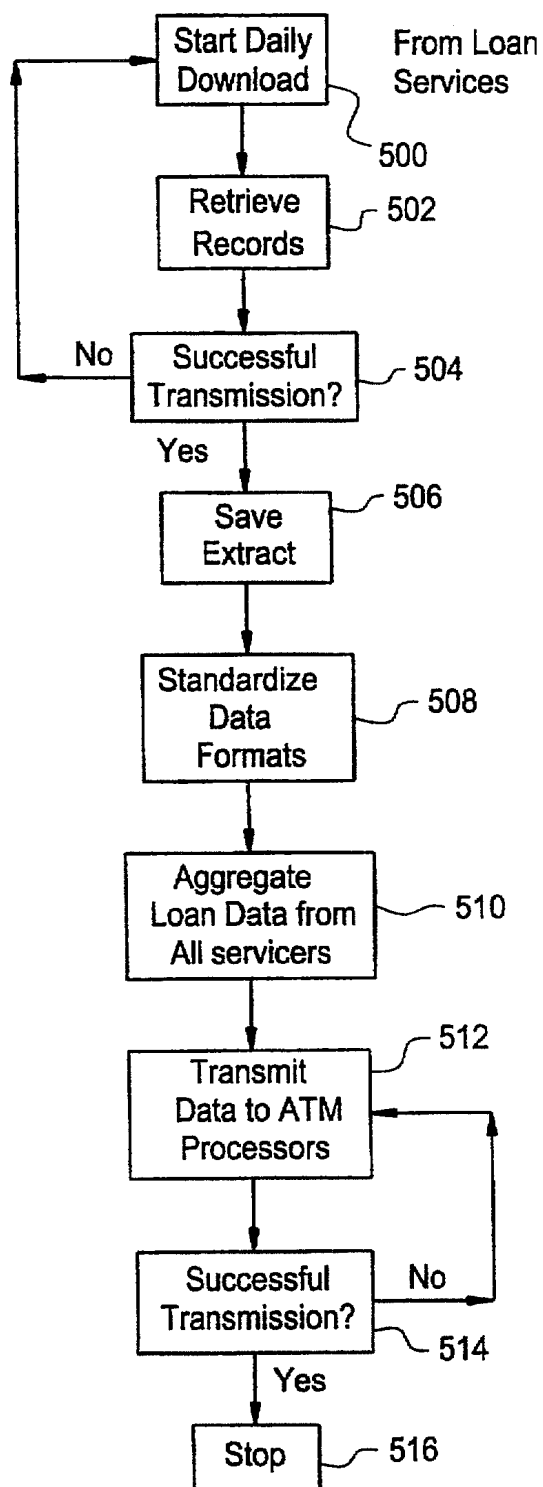 Start Daily
Download
From Loan
Services
500
Retrieve
Records
502
No
Successful
Transmission?
504
Yes
Save
Extract
506
Standardize
Data
Formats
508
Aggregate
Loan Data from
All servicers
510
512
Transmit
Data to ATM
Processors
Successful
Transmission?
No
514
Yes
Stop
516